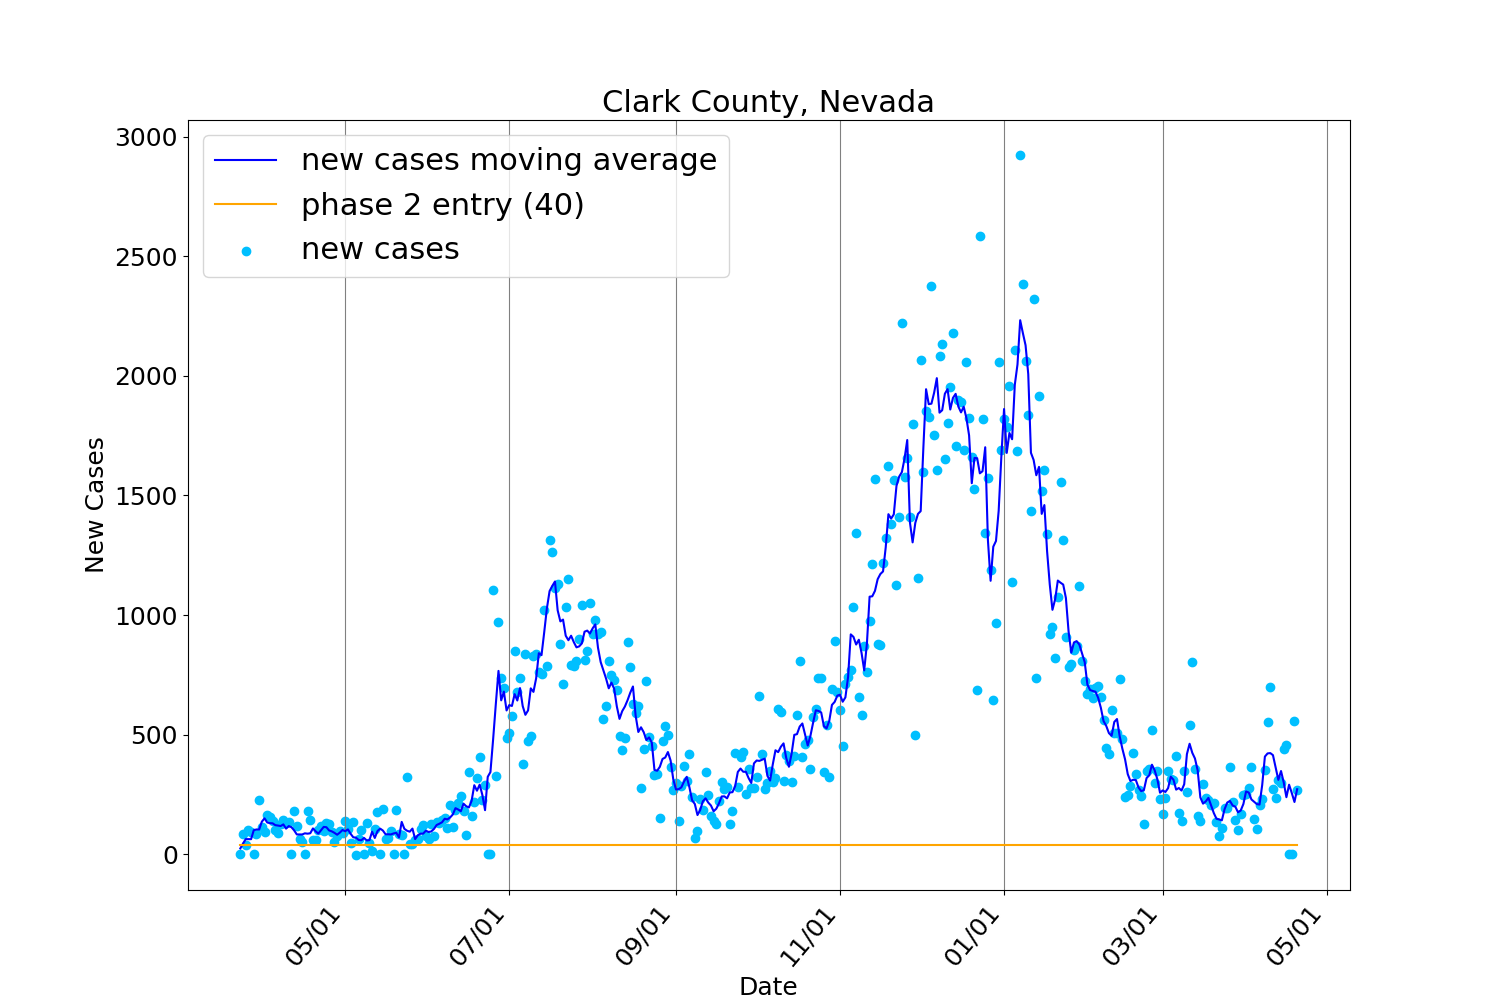 Clark County, Nevada
3000
2500
2000
1500
1000
500
0
New Cases
new cases moving average
phase 2 entry (40)
new cases
05/01
07/01
09/01
11/01
01/01
03/01
05/01
Date